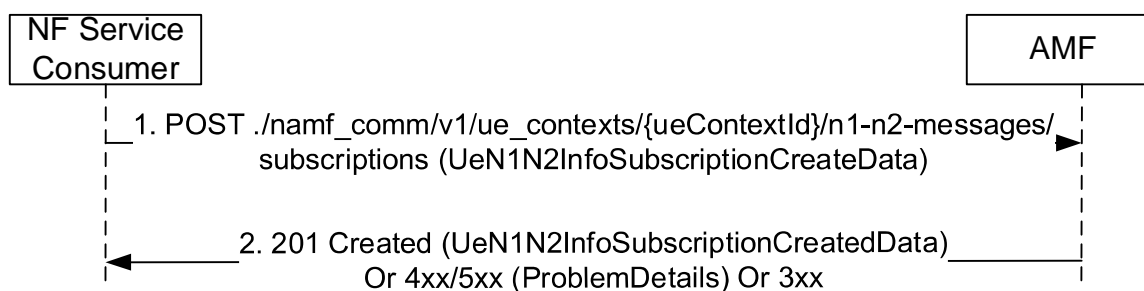 NF Service
Consumer
AMF
1. POST ./namf_comm/v1/ue_contexts/{ueContextId}/n1-n2-messages/
subscriptions (UeN1N2InfoSubscriptionCreateData)
2. 201 Created (UeN1N2InfoSubscriptionCreatedData)
Or 4xx/5xx (ProblemDetails) Or 3xx